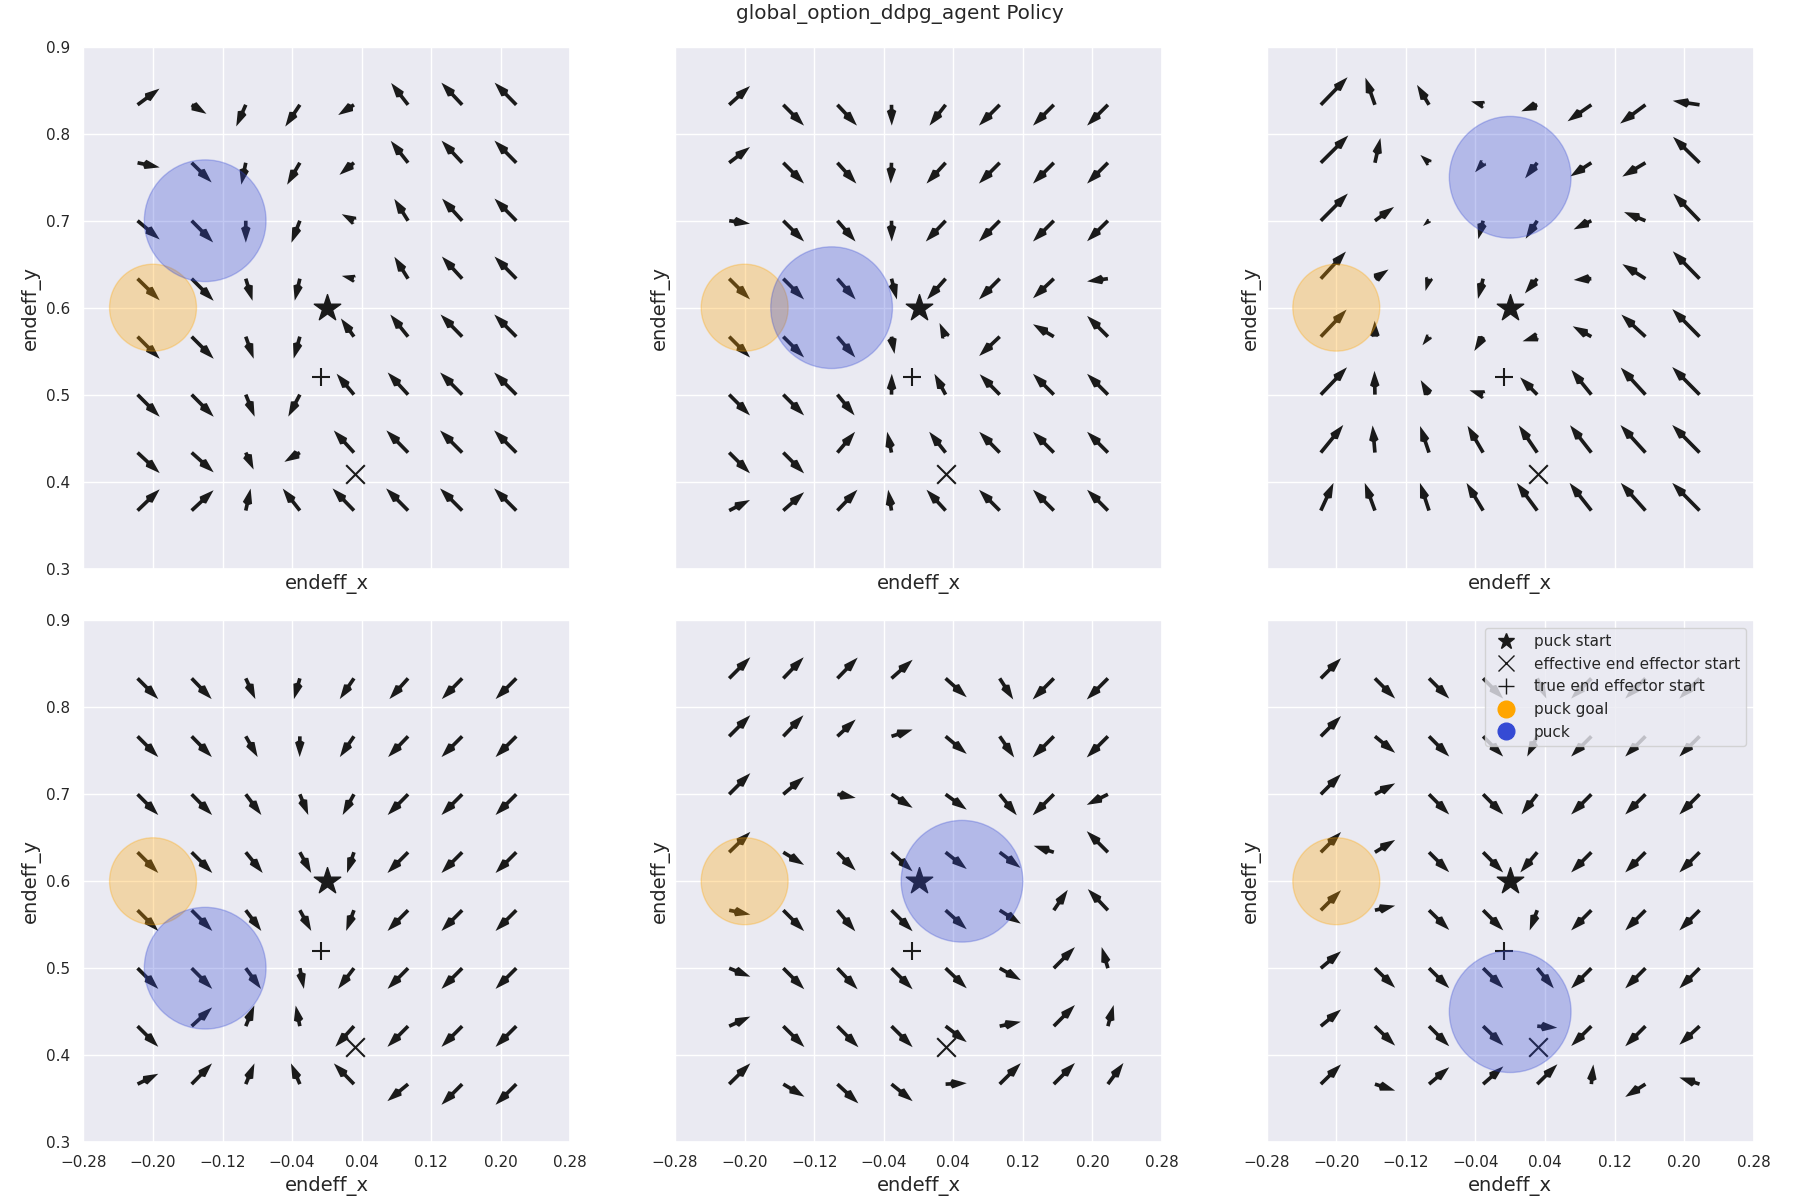 global_option_ddpg_agent Policy
0.9
0.8
0.7
0.6
0.5
0.4
0.3
endeff_y
endeff_x
endeff_y
endeff_x
endeff_y
endeff_x
0.9
0.8
0.7
0.6
0.5
0.4
0.3
endeff_y
−0.28 −0.20 −0.12 −0.04 0.04 0.12 0.20 0.28
endeff_x
endeff_y
−0.28 −0.20 −0.12 −0.04 0.04 0.12 0.20 0.28
endeff_x
puck start
effective end effector start
true end effector start
puck goal
puck
endeff_y
−0.28 −0.20 −0.12 −0.04 0.04 0.12 0.20 0.28
endeff_x